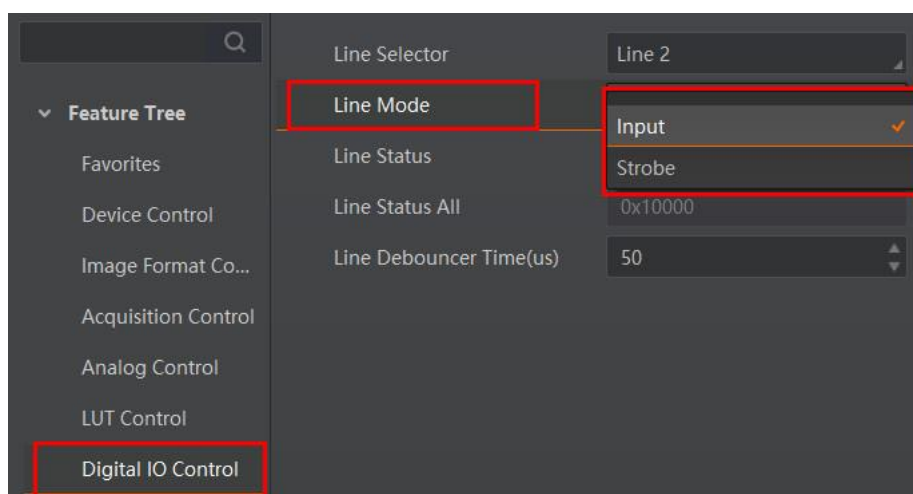 Feature Tree
Favorites
Device Control
Image Format Co...
Acquisition Control
Analog Control
LUT Control
Digital IO Control
Line Selector Line 2
Line Mode
Input
Line Status
Strobe
Line Status All 0x10000
Line Debouncer Time(us) 50